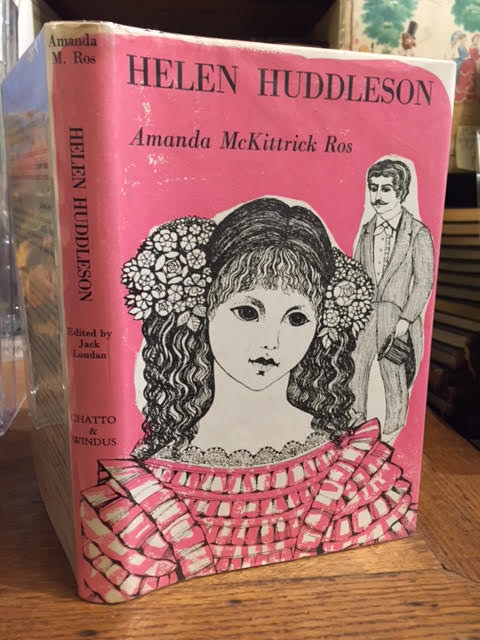 HELEN HUDDLESON
Amanda McKittrick Ros
Amanda
M. Ros
HELEN HUDDLESON
Edited by
Jack
Loudan
CHATTO
&
WINDUS